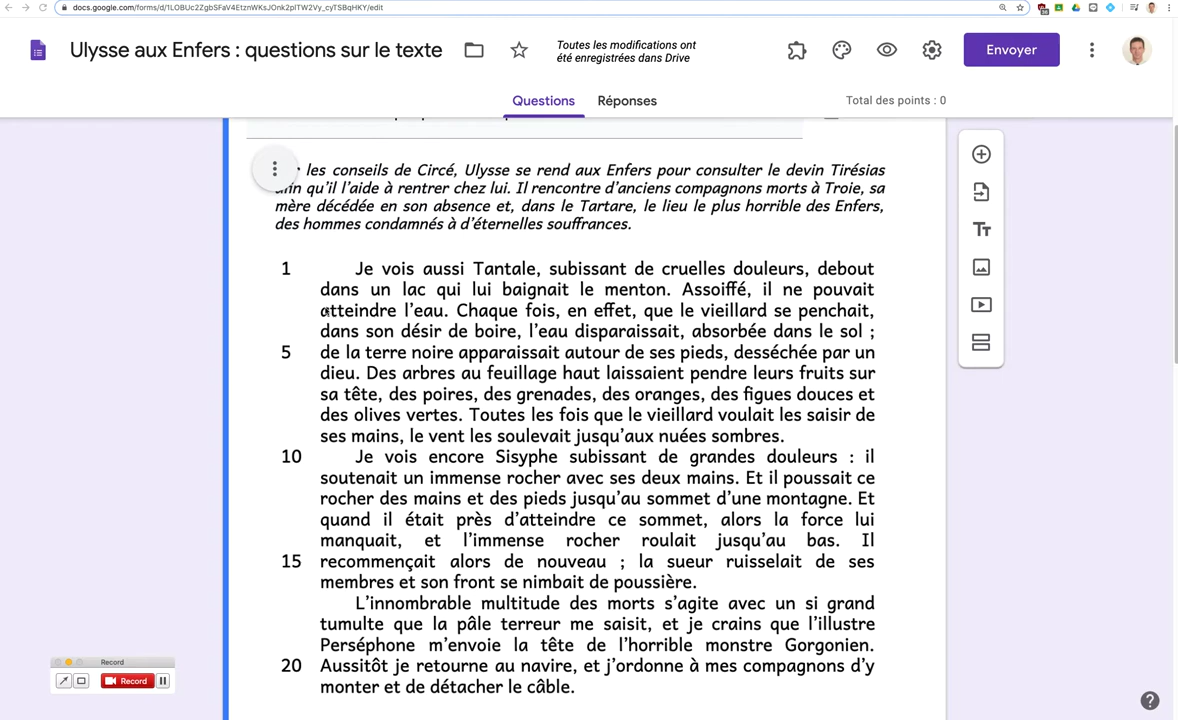 docs.google.com/forms/d/1LOBUc2ZgbSFaV4EtznWKsJOnk2pITW2Vy_cyTSBqHKY/edit
Ulysse aux Enfers : questions sur le texte
Toutes les modifications ont
été enregistrées dans Drive
Envoyer
Questions
Réponses
Total des points : 0
les conseils de Circé, Ulysse se rend aux Enfers pour consulter le devin Tirésias
afin qu'il l'aide à rentrer chez lui. Il rencontre d'anciens compagnons morts à Troie, sa
mère décédée en son absence et, dans le Tartare, le lieu le plus horrible des Enfers,
des hommes condamnés à d'éternelles souffrances.
1 Je vois aussi Tantale, subissant de cruelles douleurs, debout
dans un lac qui lui baignait le menton. Assoiffé, il ne pouvait
atteindre l'eau. Chaque fois, en effet, que le vieillard se penchait,
dans son désir de boire, l'eau disparaissait, absorbée dans le sol ;
5 de la terre noire apparaissait autour de ses pieds, desséchée par un
dieu. Des arbres au feuillage haut laissaient pendre leurs fruits sur
sa tête, des poires, des grenades, des oranges, des figues douces et
des olives vertes. Toutes les fois que le vieillard voulait les saisir de
ses mains, le vent les soulevait jusqu'aux nuées sombres.
10 Je vois encore Sisyphe subissant de grandes douleurs : il
soutenait un immense rocher avec ses deux mains. Et il poussait ce
rocher des mains et des pieds jusqu'au sommet d'une montagne. Et
quand il était près d'atteindre ce sommet, alors la force lui
manquait, et l'immense rocher roulait jusqu'au bas. Il
15 recommençait alors de nouveau ; la sueur ruisselait de ses
membres et son front se nimbait de poussière.
L'innombrable multitude des morts s'agite avec un si grand
tumulte que la pâle terreur me saisit, et je crains que l'illustre
Perséphone m'envoie la tête de l'horrible monstre Gorgonien.
20 Aussitôt je retourne au navire, et j'ordonne à mes compagnons d'y
monter et de détacher le câble.
Tт
Record
Record